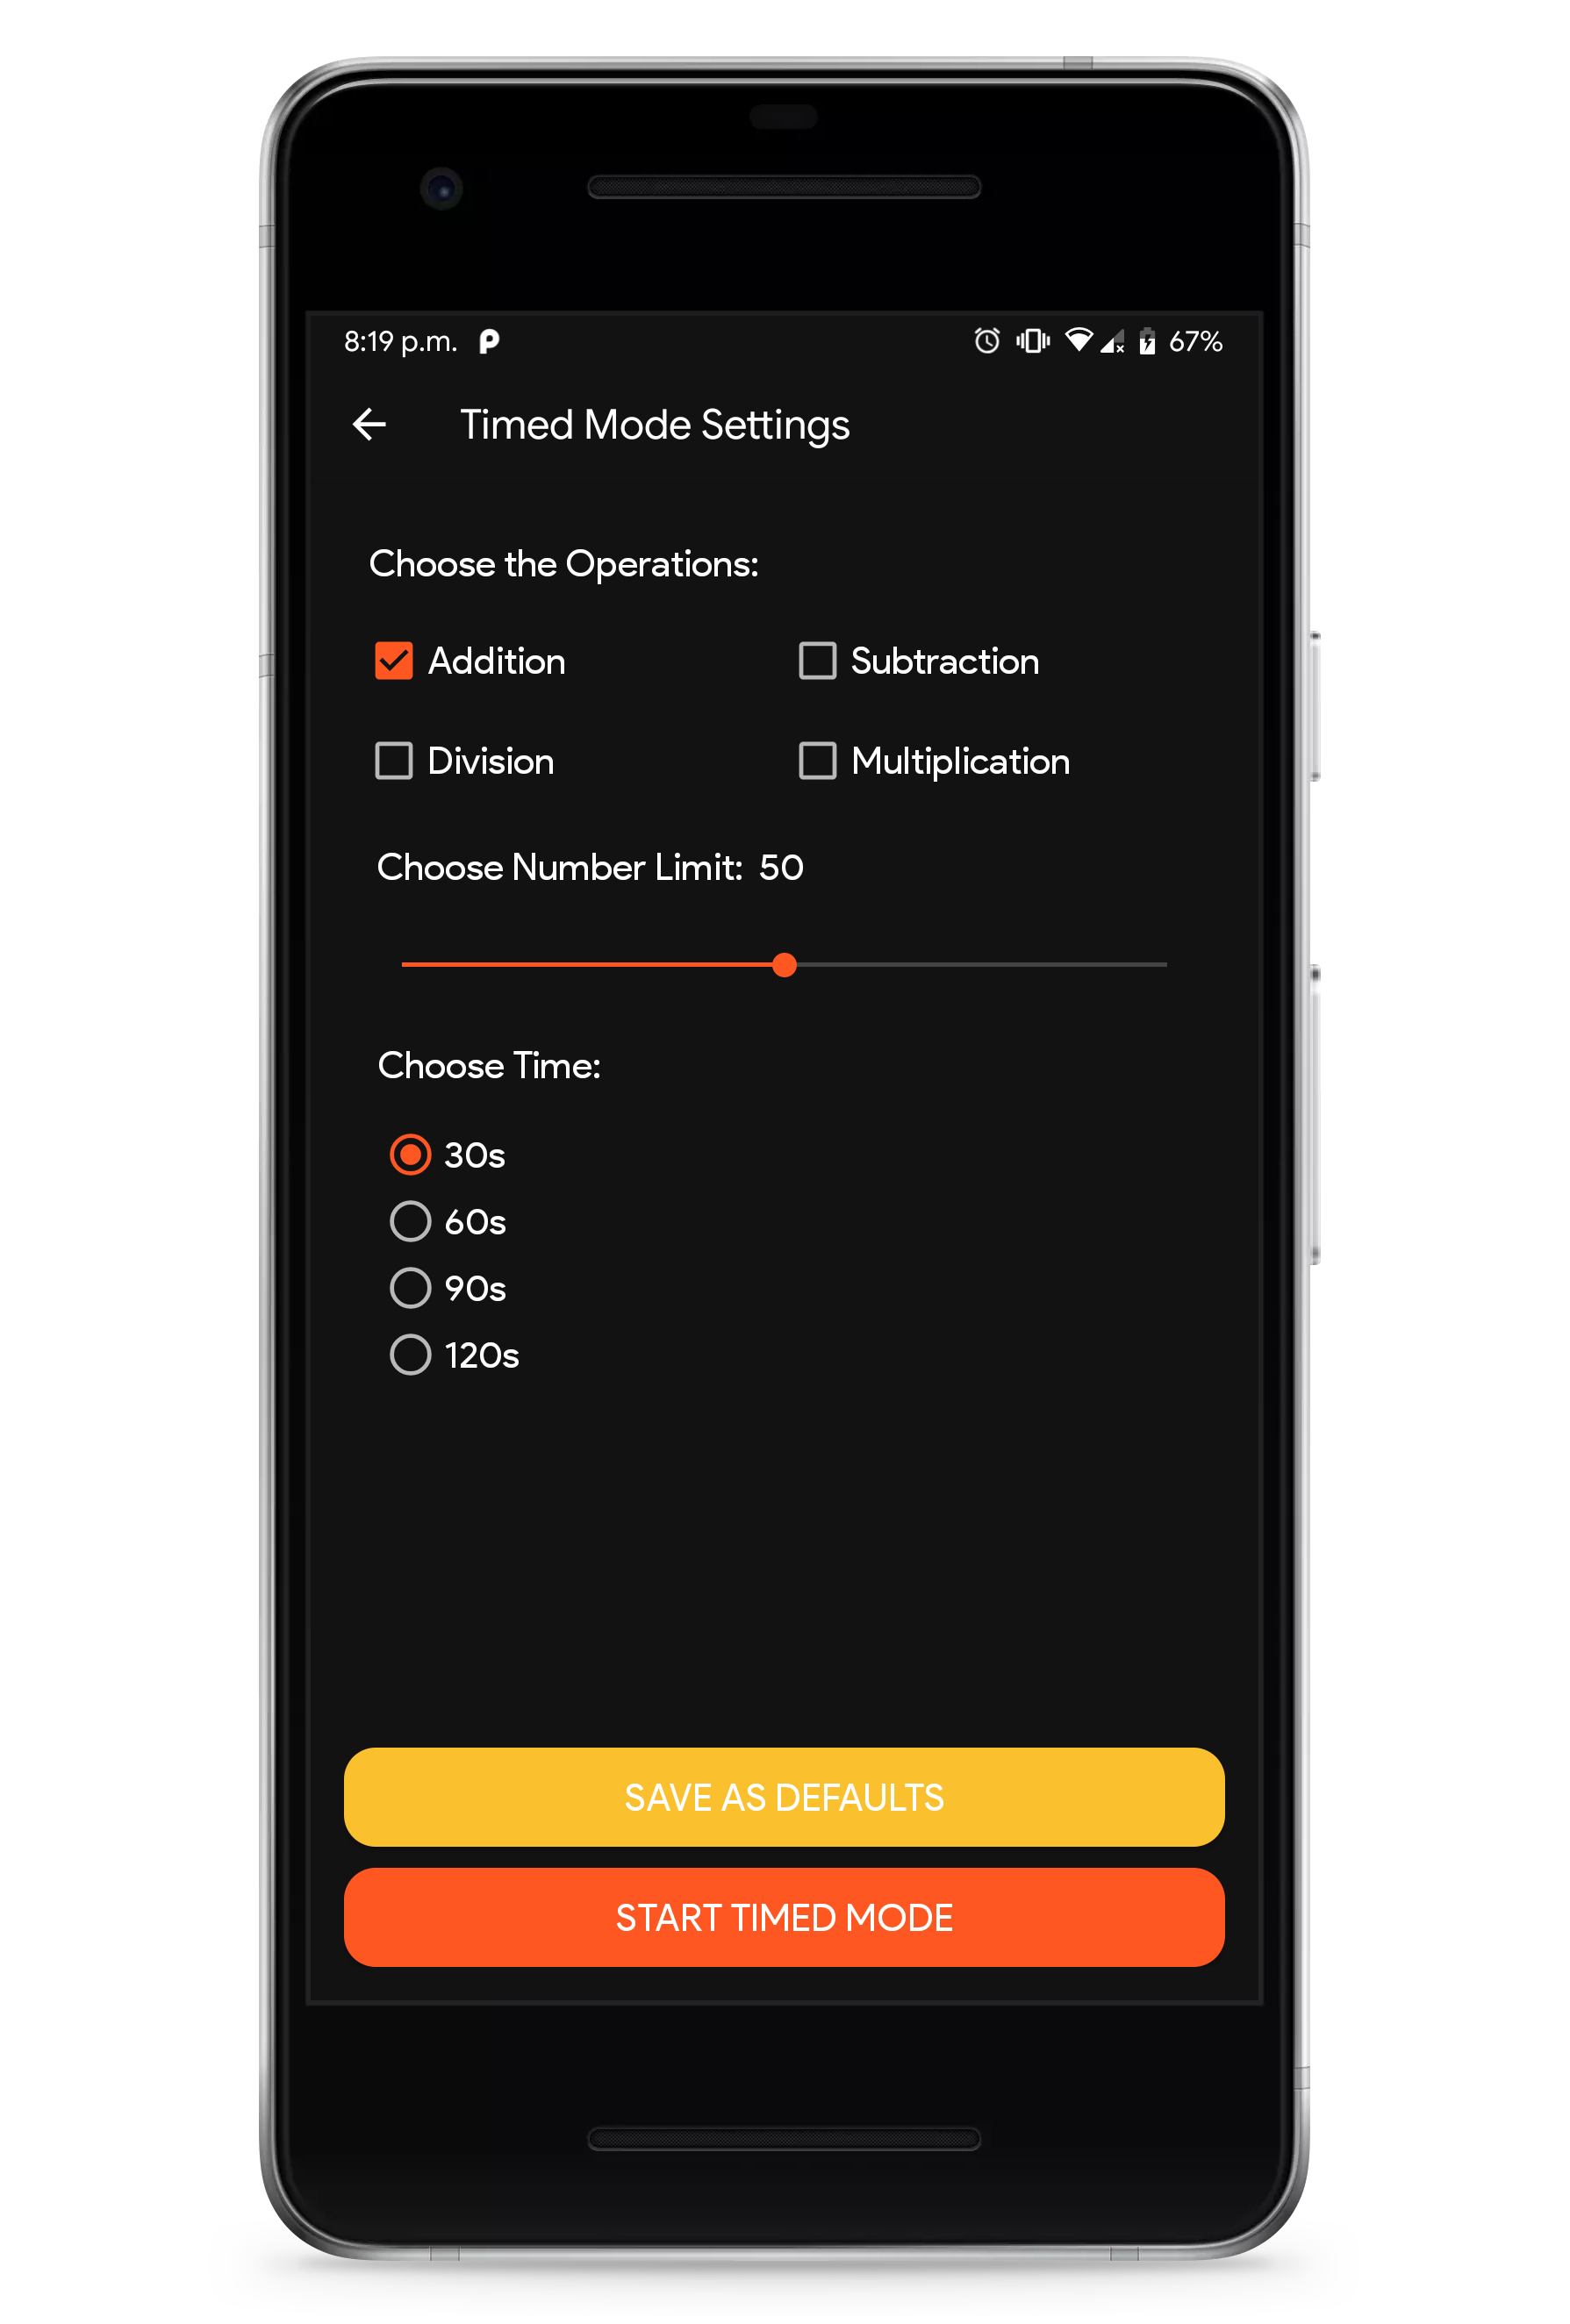 8:19 p.m. 67%
Timed Mode Settings
Choose the Operations:
Addition Subtraction
Division Multiplication
Choose Number Limit: 50
Choose Time:
30s
60s
90s
120s
SAVE AS DEFAULTS
START TIMED MODE